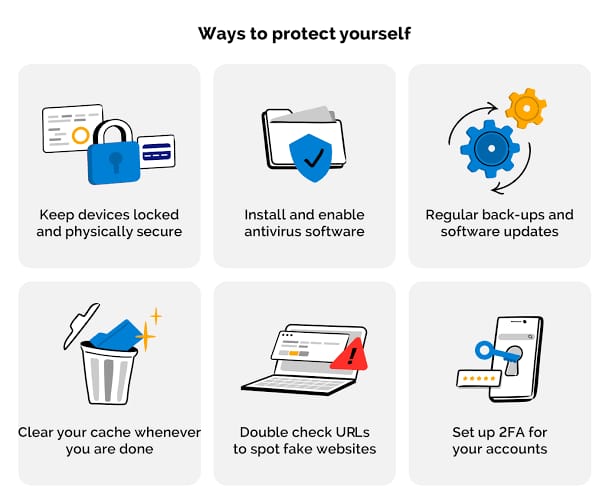 Ways to protect yourself
Keep devices locked
and physically secure
Install and enable
antivirus software
Regular back-ups and
software updates
Clear your cache whenever
you are done
Double check URLs
to spot fake websites
Set up 2FA for
your accounts